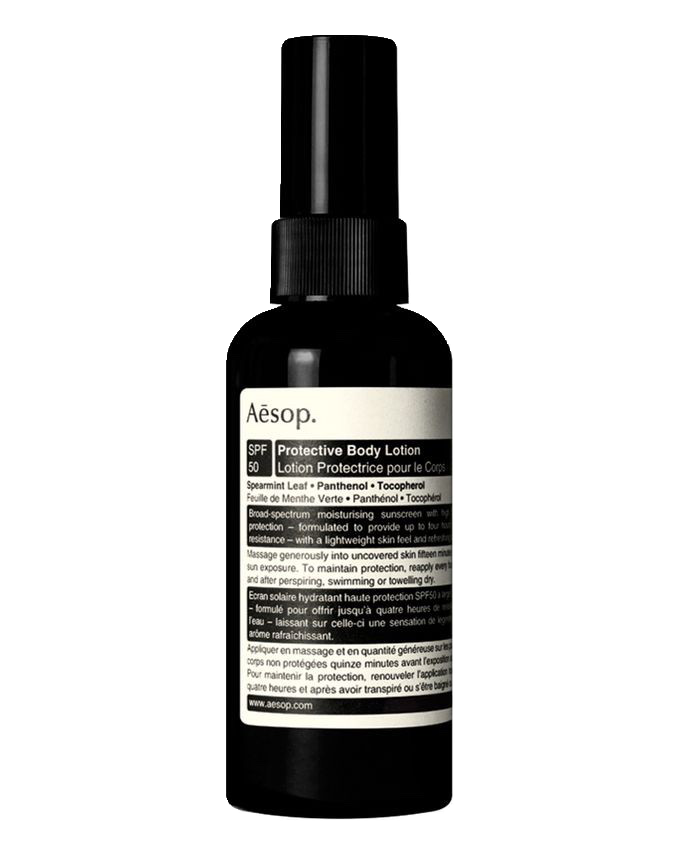 Aēsop.
SPF
50
Protective Body Lotion
Lotion Protectrice pour le Corps
Spearmint Leaf • Panthenol • Tocopherol
Feuille de Menthe Verte • Panthénol • Tocophérol
Broad-spectrum moisturising sunscreen with high
protection – formulated to provide up to four
resistance – with a lightweight skin feel and
Massage generously into uncovered skin fifteen
sun exposure. To maintain protection, reapply every
and after perspiring, swimming or towelling dry.
Ecran solaire hydratant haute protection SPF50 à
– formulé pour offrir jusqu'à quatre heures de
l'eau – laissant sur celle-ci une sensation de
arôme rafraîchissant.
Appliquer en massage et en quantité généreuse sur les
corps non protégées quinze minutes avant l'exposition
Pour maintenir la protection, renouveler l'application
quatre heures et après avoir transpiré ou s'être baigné
www.aesop.com